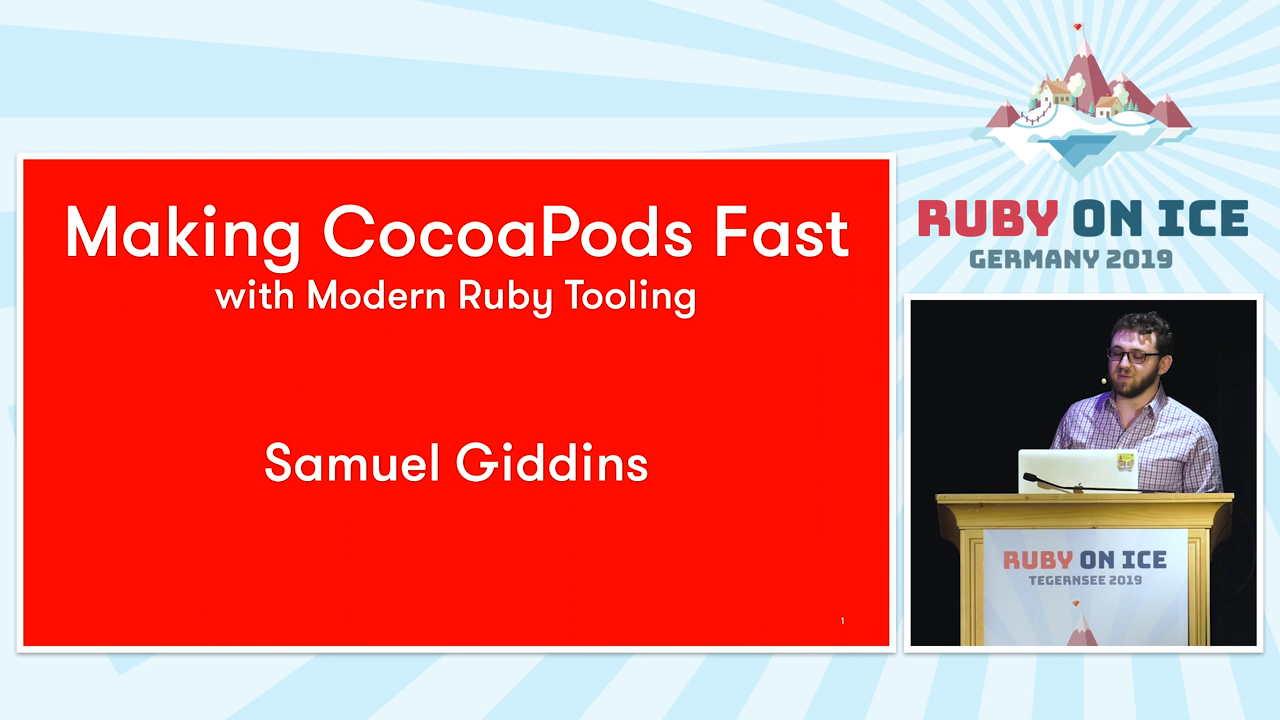 Making CocoaPods Fast
with Modern Ruby Tooling
Samuel Giddins
1
RUBY ON ICE
GERMANY 2019
RUBY ON ICE
TEGERNSEE 2019